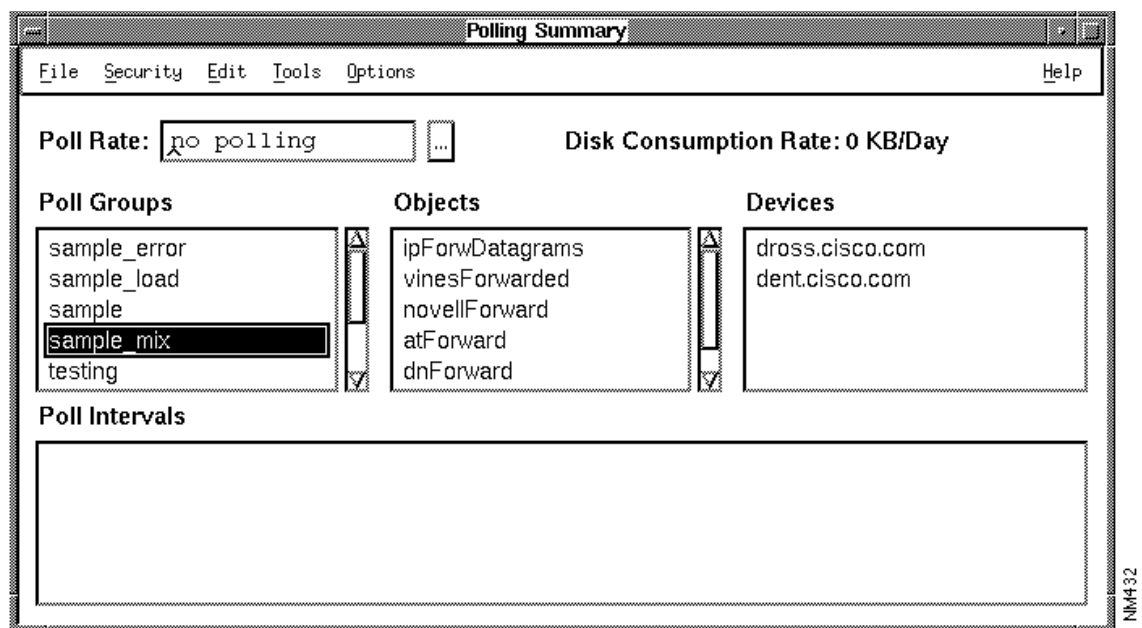 Polling Summary
File Security Edit Tools Options Help
Poll Rate: no polling ... Disk Consumption Rate: 0 KB/Day
Poll Groups Objects Devices
sample_error ipForwDatagrams dross.cisco.com
sample_load vinesForwarded dent.cisco.com
sample novellForward
sample_mix atForward
testing dnForward
Poll Intervals
NM432